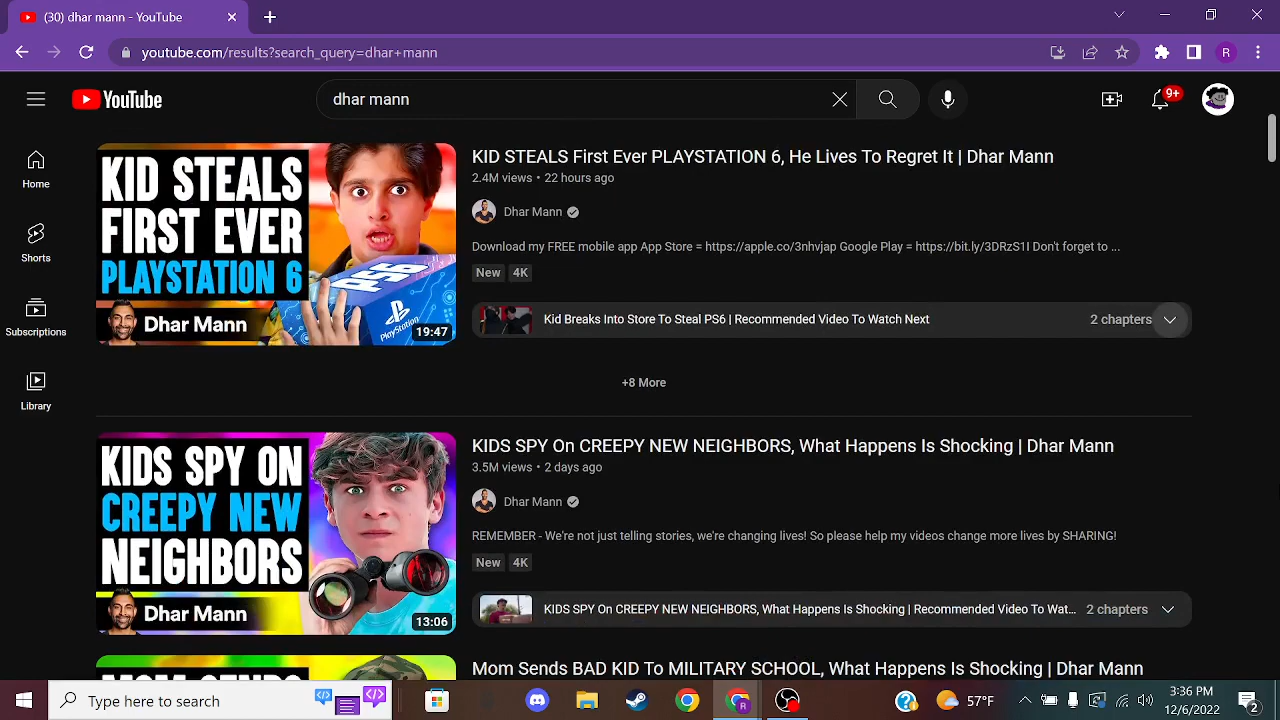 (30) dhar mann - YouTube
youtube.com/results?search_query=dhar+mann
R
YouTube
dhar mann
9+
Home
Shorts
Subscriptions
Library
KID STEALS
FIRST EVER
PLAYSTATION 6
Dhar Mann
PS6
PlayStation
19:47
KID STEALS First Ever PLAYSTATION 6, He Lives To Regret It | Dhar Mann
2.4M views • 22 hours ago
Dhar Mann
Download my FREE mobile app App Store = https://apple.co/3nhvjap Google Play = https://bit.ly/3DRzS1I Don't forget to ...
New 4K
Kid Breaks Into Store To Steal PS6 | Recommended Video To Watch Next 2 chapters
+8 More
KIDS SPY ON
CREEPY NEW
NEIGHBORS
Dhar Mann
13:06
KIDS SPY On CREEPY NEW NEIGHBORS, What Happens Is Shocking | Dhar Mann
3.5M views • 2 days ago
Dhar Mann
REMEMBER - We're not just telling stories, we're changing lives! So please help my videos change more lives by SHARING!
New 4K
KIDS SPY On CREEPY NEW NEIGHBORS, What Happens Is Shocking | Recommended Video To Wat... 2 chapters
MOM SENDS
Mom Sends BAD KID To MILITARY SCHOOL, What Happens Is Shocking | Dhar Mann
Type here to search
R
57°F
3:36 PM
12/6/2022
2